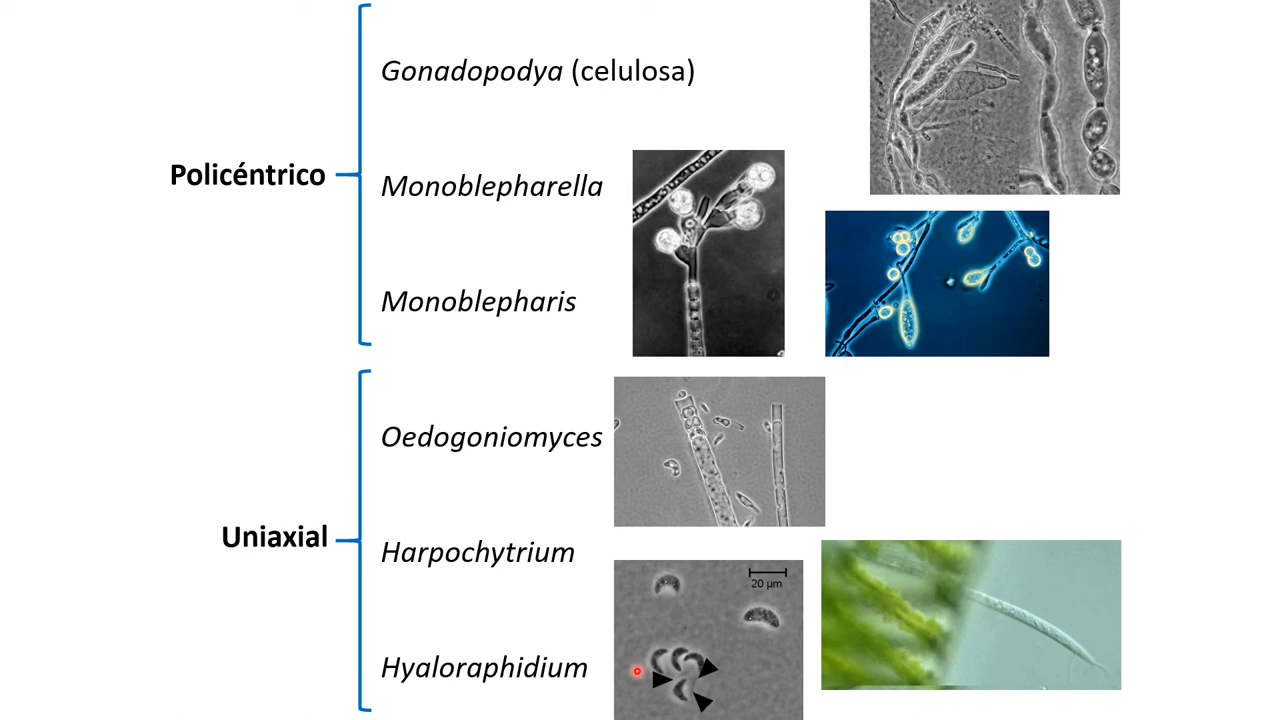 Policéntrico
Gonadopodya (celulosa)
Monoblepharella
Monoblepharis
Uniaxial
Oedogoniomyces
Harpochytrium
Hyaloraphidium
20 µm